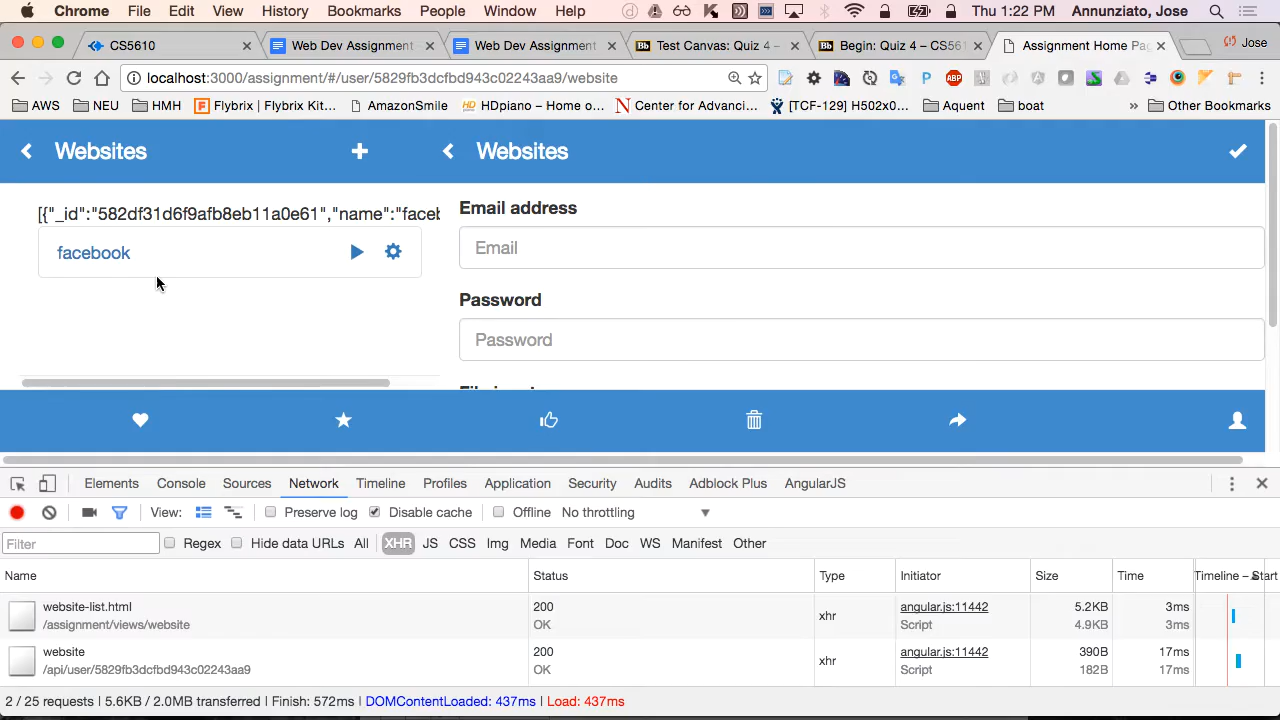 Chrome File Edit View History Bookmarks People Window Help Thu 1:22 PM Annunziato, Jose
CS5610 Web Dev Assignment Web Dev Assignment Test Canvas: Quiz 4 – Begin: Quiz 4 – CS56 Assignment Home Pa Jose
localhost:3000/assignment/#/user/5829fb3dcfbd943c02243aa9/website
AWS NEU HMH Flybrix | Flybrix Kit... AmazonSmile HDpiano – Home o... Center for Advanci... [TCF-129] H502x0... Aquent boat » Other Bookmarks
Websites Websites
[{"_id":"582df31d6f9afb8eb11a0e61","name":"faceb
Email address
facebook
Email
Password
Password
Elements Console Sources Network Timeline Profiles Application Security Audits Adblock Plus AngularJS
View: Preserve log Disable cache Offline No throttling
Filter Regex Hide data URLs All XHR JS CSS Img Media Font Doc WS Manifest Other
Name Status Type Initiator Size Time Timeline – Start
website-list.html 200 xhr angular.js:11442 5.2KB 3ms
/assignment/views/website OK Script 4.9KB 3ms
website 200 xhr angular.js:11442 390B 17ms
/api/user/5829fb3dcfbd943c02243aa9 OK Script 182B 17ms
2 / 25 requests | 5.6KB / 2.0MB transferred | Finish: 572ms | DOMContentLoaded: 437ms | Load: 437ms